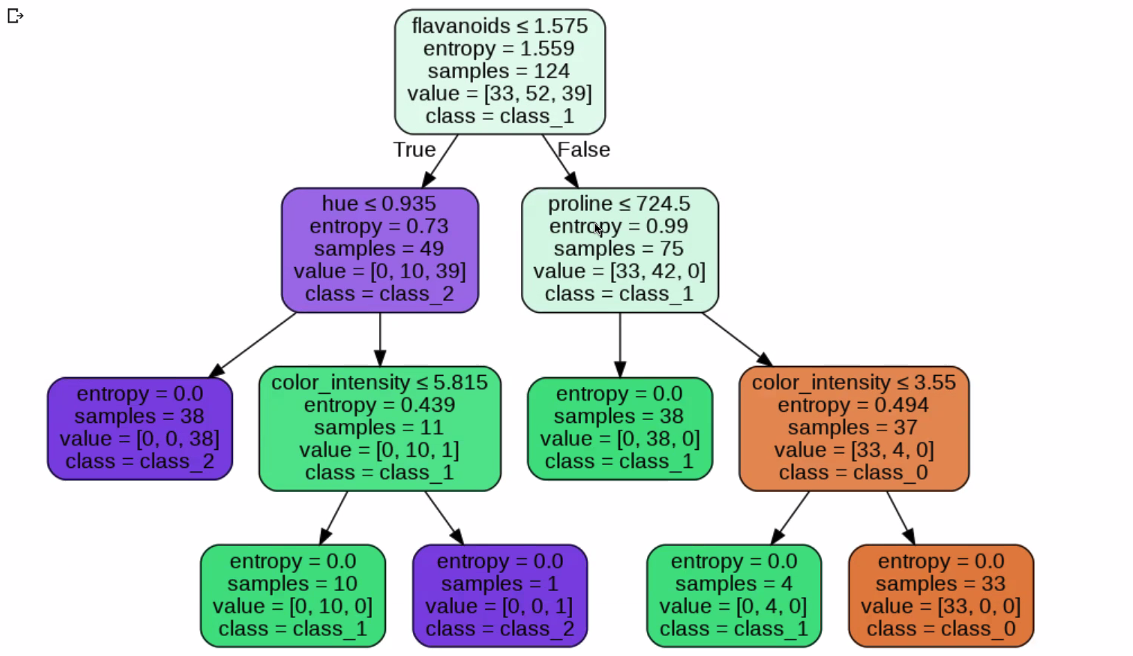 flavanoids ≤ 1.575
entropy = 1.559
samples = 124
value = [33, 52, 39]
class = class_1
True
False
hue ≤ 0.935
entropy = 0.73
samples = 49
value = [0, 10, 39]
class = class_2
proline ≤ 724.5
entropy = 0.99
samples = 75
value = [33, 42, 0]
class = class_1
entropy = 0.0
samples = 38
value = [0, 0, 38]
class = class_2
color_intensity ≤ 5.815
entropy = 0.439
samples = 11
value = [0, 10, 1]
class = class_1
entropy = 0.0
samples = 38
value = [0, 38, 0]
class = class_1
color_intensity ≤ 3.55
entropy = 0.494
samples = 37
value = [33, 4, 0]
class = class_0
entropy = 0.0
samples = 10
value = [0, 10, 0]
class = class_1
entropy = 0.0
samples = 1
value = [0, 0, 1]
class = class_2
entropy = 0.0
samples = 4
value = [0, 4, 0]
class = class_1
entropy = 0.0
samples = 33
value = [33, 0, 0]
class = class_0